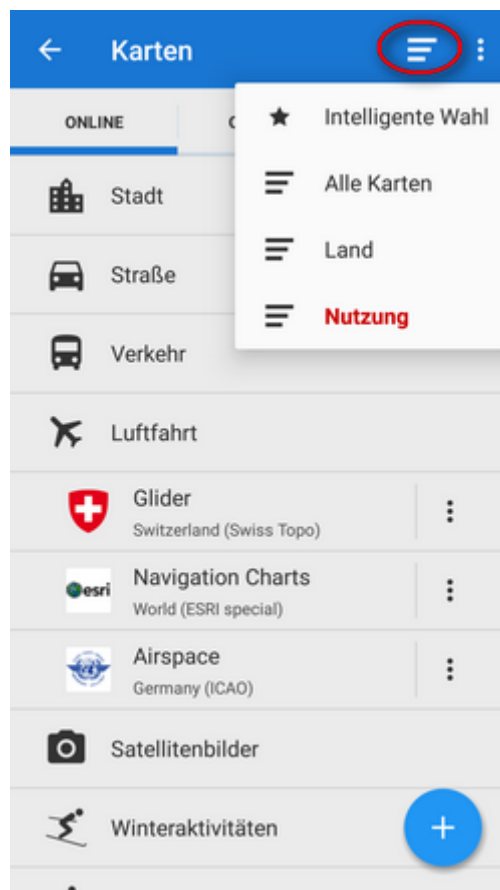 Karten
ONLINE
Intelligente Wahl
Alle Karten
Land
Nutzung
Stadt
Straße
Verkehr
Luftfahrt
Glider
Switzerland (Swiss Topo)
esri
Navigation Charts
World (ESRI special)
Airspace
Germany (ICAO)
Satellitenbilder
Winteraktivitäten